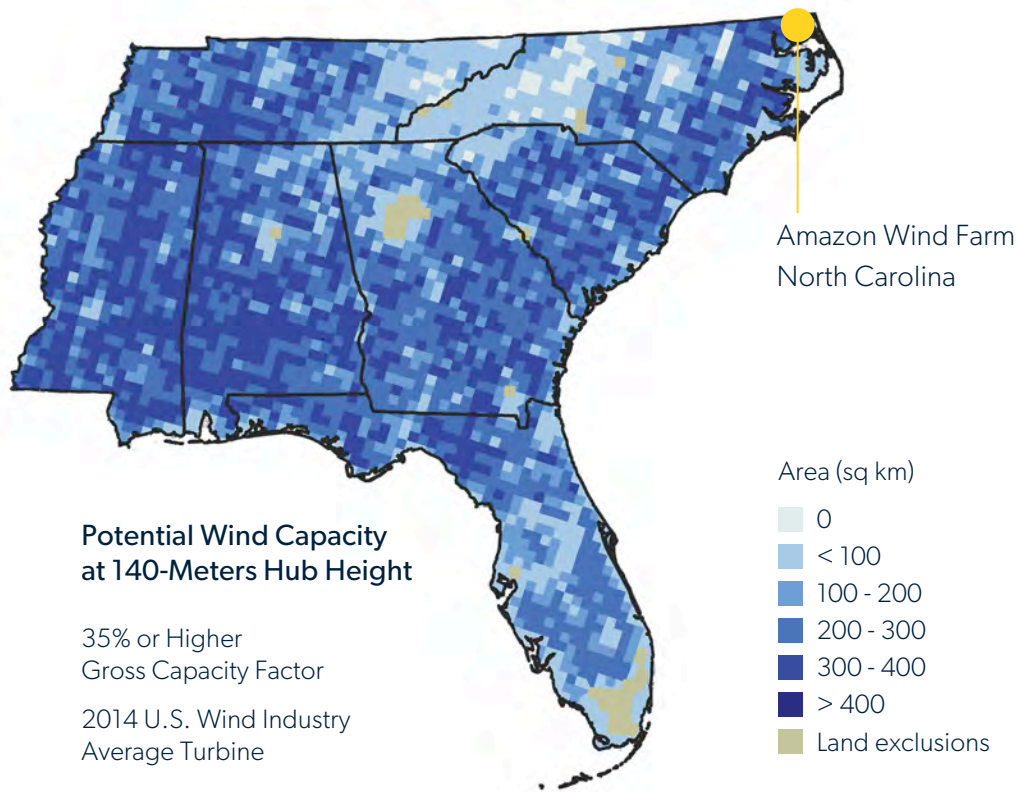 Amazon Wind Farm
North Carolina
Potential Wind Capacity
at 140-Meters Hub Height
35% or Higher
Gross Capacity Factor
2014 U.S. Wind Industry
Average Turbine
Area (sq km)
0
< 100
100 - 200
200 - 300
300 - 400
> 400
Land exclusions